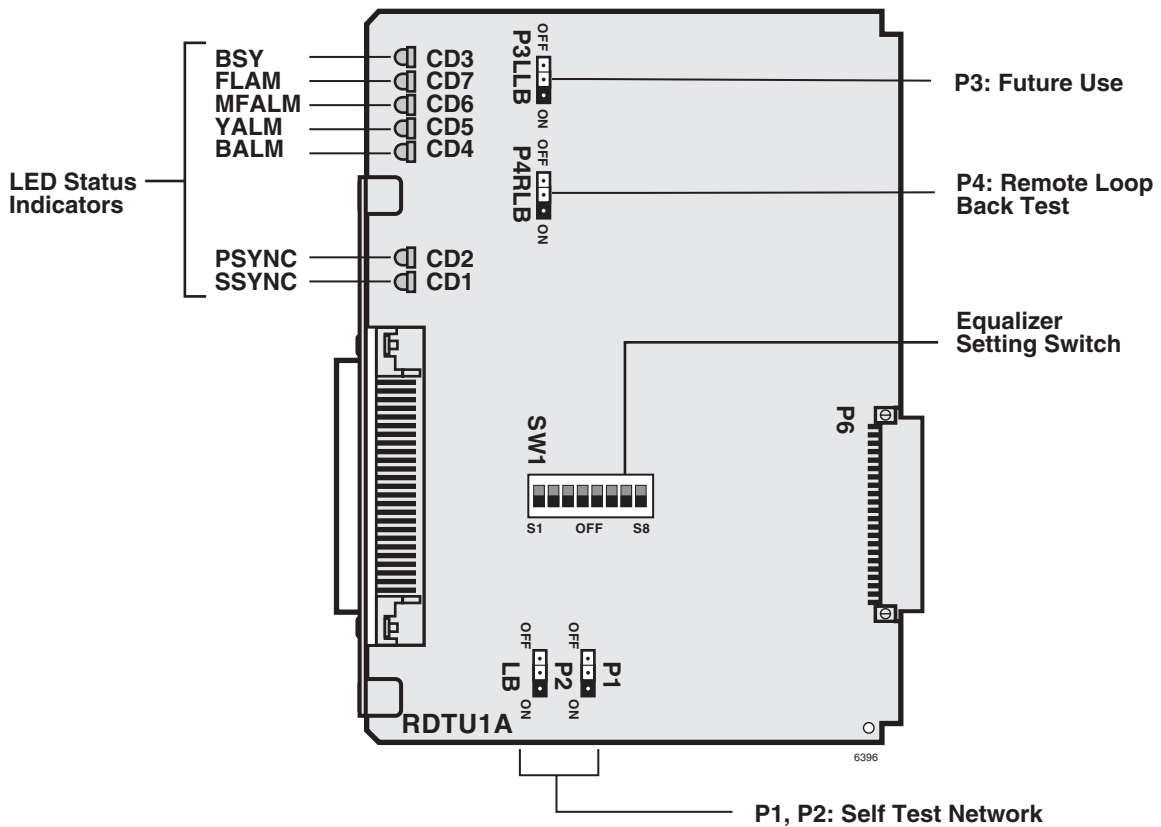 BSY CD3
FLAM CD7
MFALM CD6
YALM CD5
BALM CD4
LED Status
Indicators
PSYNC CD2
SSYNC CD1
OFF
P3LLB
ON
P3: Future Use
OFF
P4RLB
ON
P4: Remote Loop
Back Test
Equalizer
Setting Switch
P6
SW1
S1 OFF S8
OFF OFF
LB P2 P1
ON ON
RDTU1A
6396
P1, P2: Self Test Network